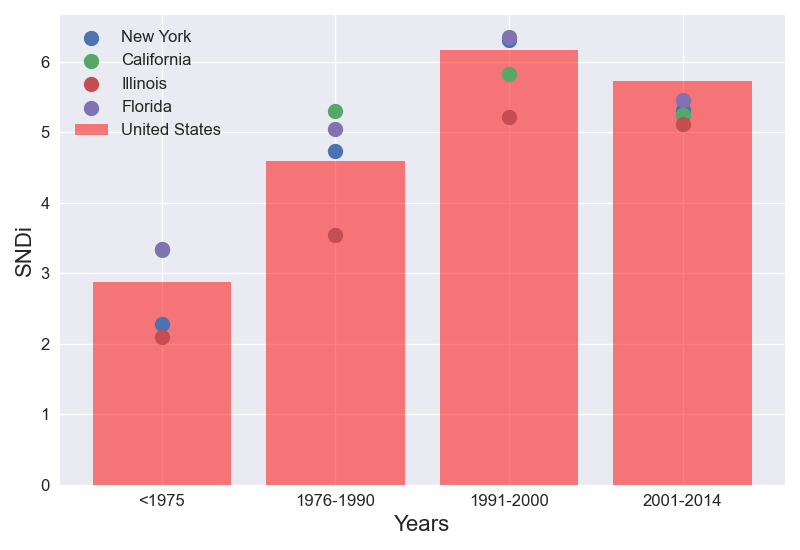 New York
California
Illinois
Florida
United States
SNDi
6
5
4
3
2
1
0
<1975
1976-1990
1991-2000
2001-2014
Years